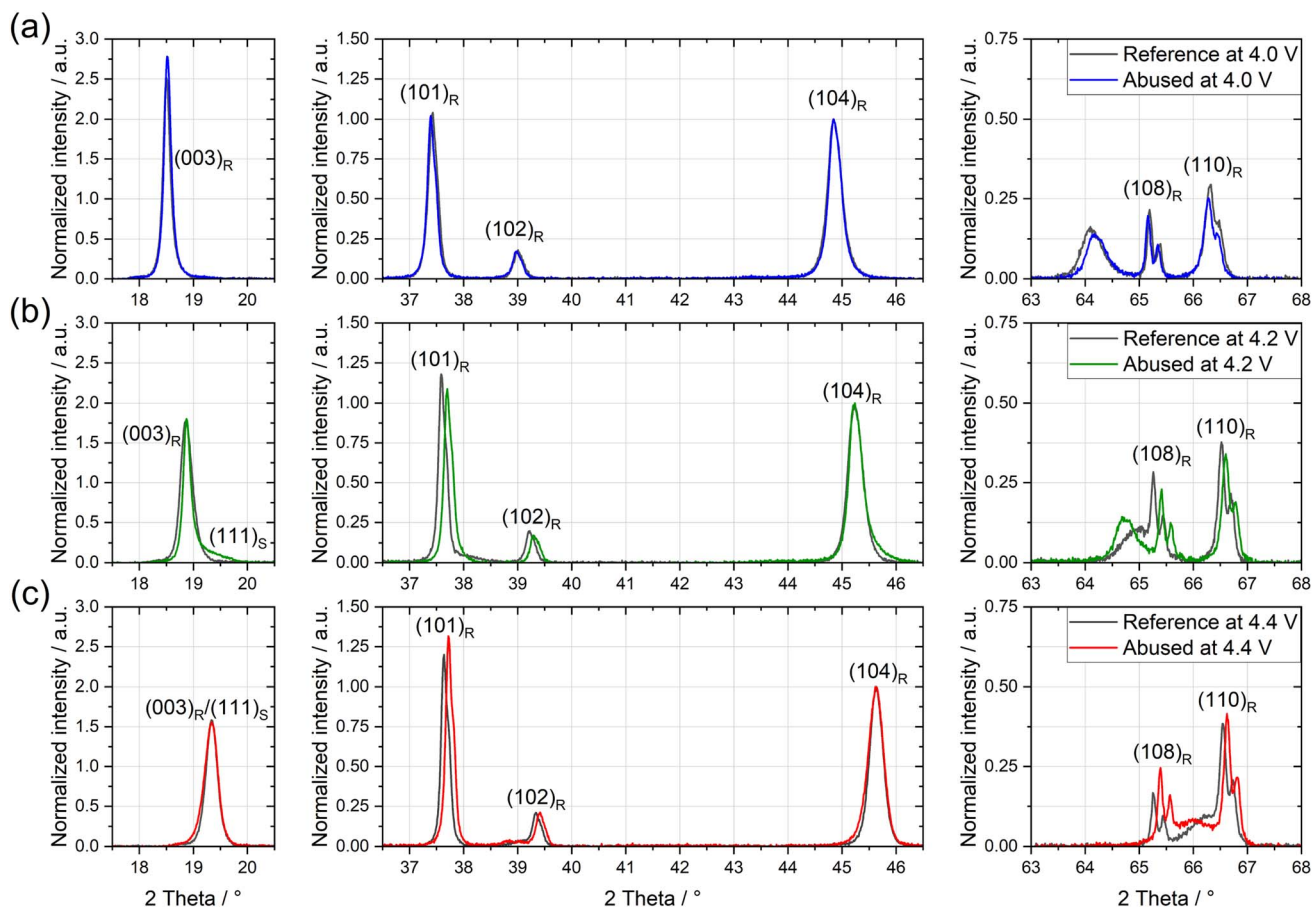 (a)
Normalized intensity / a.u.
3.0
2.5
2.0
1.5
1.0
0.5
0.0
(003)R
18 19 20
Normalized intensity / a.u.
1.50
1.25
1.00
0.75
0.50
0.25
0.00
(101)R
(102)R
(104)R
37 38 39 40 41 42 43 44 45 46
Normalized intensity / a.u.
0.75
0.50
0.25
0.00
Reference at 4.0 V
Abused at 4.0 V
(108)R
(110)R
63 64 65 66 67 68
(b)
Normalized intensity / a.u.
3.0
2.5
2.0
1.5
1.0
0.5
0.0
(003)R
(111)S
18 19 20
Normalized intensity / a.u.
1.50
1.25
1.00
0.75
0.50
0.25
0.00
(101)R
(102)R
(104)R
37 38 39 40 41 42 43 44 45 46
Normalized intensity / a.u.
0.75
0.50
0.25
0.00
Reference at 4.2 V
Abused at 4.2 V
(108)R
(110)R
63 64 65 66 67 68
(c)
Normalized intensity / a.u.
3.0
2.5
2.0
1.5
1.0
0.5
0.0
(003)R/(111)S
18 19 20
2 Theta / °
Normalized intensity / a.u.
1.50
1.25
1.00
0.75
0.50
0.25
0.00
(101)R
(102)R
(104)R
37 38 39 40 41 42 43 44 45 46
2 Theta / °
Normalized intensity / a.u.
0.75
0.50
0.25
0.00
Reference at 4.4 V
Abused at 4.4 V
(108)R
(110)R
63 64 65 66 67 68
2 Theta / °